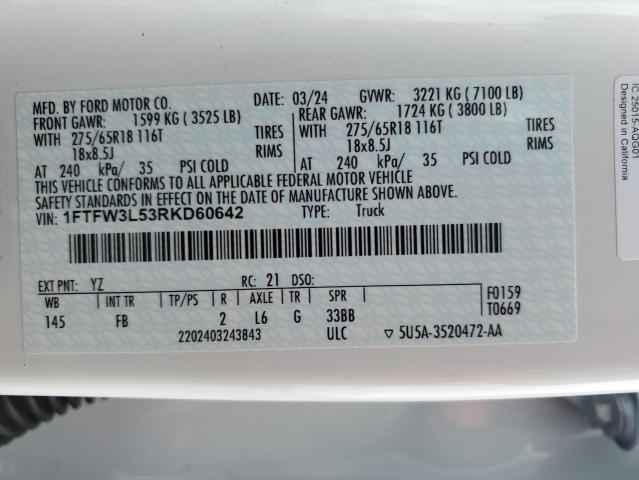 MFD. BY FORD MOTOR CO. DATE: 03/24 GVWR: 3221 KG (7100 LB)
FRONT GAWR: 1599 KG (3525 LB) REAR GAWR: 1724 KG (3800 LB)
WITH 275/65R18 116T TIRES WITH 275/65R18 116T TIRES
18x8.5J RIMS 18x8.5J RIMS
AT 240 kPa/ 35 PSI COLD AT 240 kPa/ 35 PSI COLD
THIS VEHICLE CONFORMS TO ALL APPLICABLE FEDERAL MOTOR VEHICLE
SAFETY STANDARDS IN EFFECT ON THE DATE OF MANUFACTURE SHOWN ABOVE.
VIN: 1FTFW3L53RKD60642 TYPE: Truck
EXT PNT: YZ RC: 21 DSO:
WB INT TR TP/PS R AXLE TR SPR F0159
145 FB 2 L6 G 33BB T0669
2202403243843 ULC ▽ 5U5A-3520472-AA
IC: 25015-AQG01
Designed in California